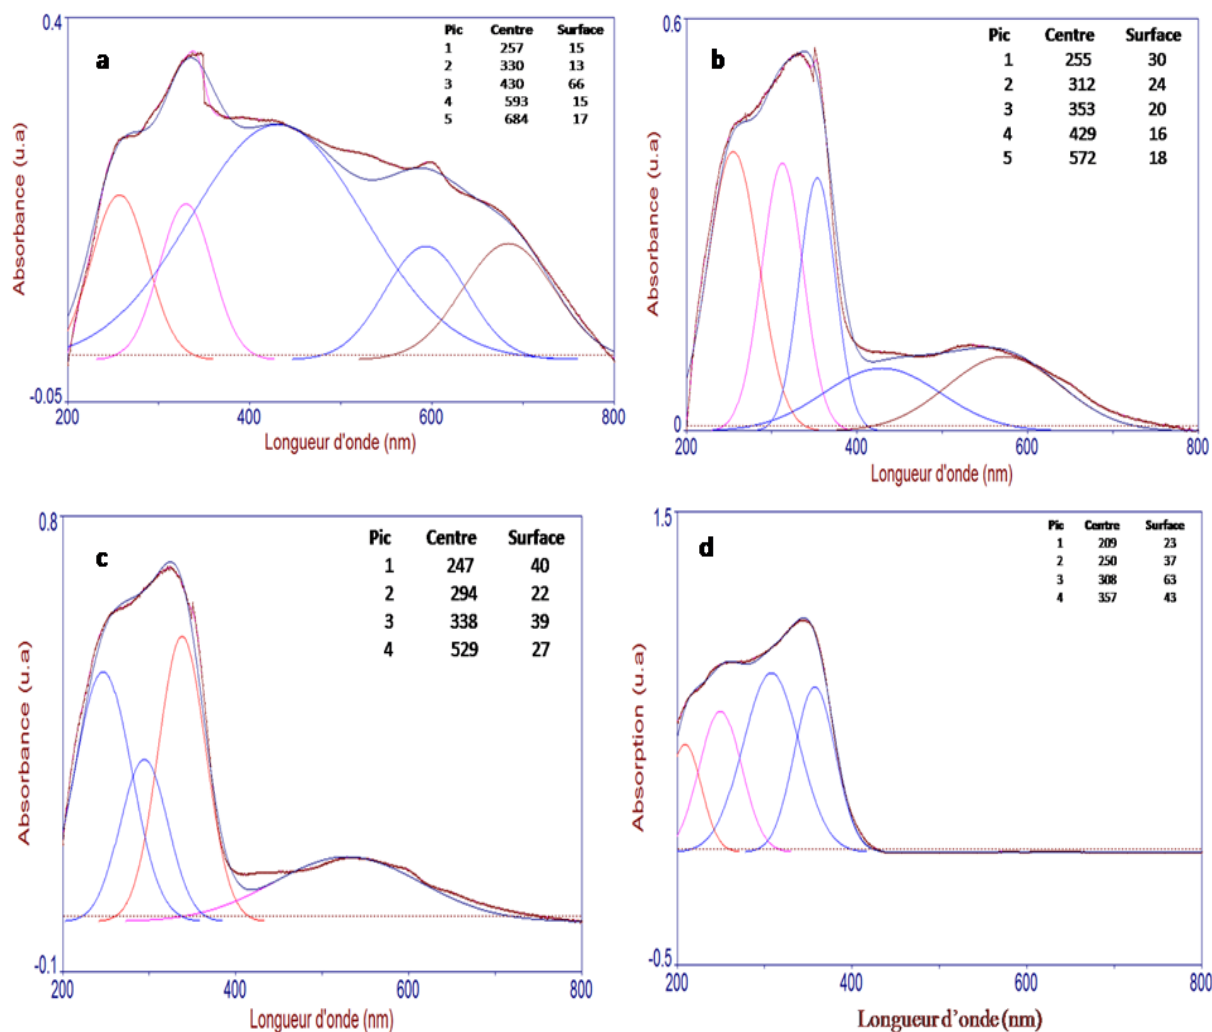 0.4
a
Pic Centre Surface
1 257 15
2 330 13
3 430 66
4 593 15
5 684 17
Absorbance (u.a)
-0.05
200 400 600 800
Longueur d'onde (nm)
0.6
b
Pic Centre Surface
1 255 30
2 312 24
3 353 20
4 429 16
5 572 18
Absorbance (u.a)
0
200 400 600 800
Longueur d'onde (nm)
0.8
c
Pic Centre Surface
1 247 40
2 294 22
3 338 39
4 529 27
Absorbance (u.a)
-0.1
200 400 600 800
Longueur d'onde (nm)
1.5
d
Pic Centre Surface
1 209 23
2 250 37
3 308 63
4 357 43
Absorption (u.a)
-0.5
200 400 600 800
Longueur d'onde (nm)